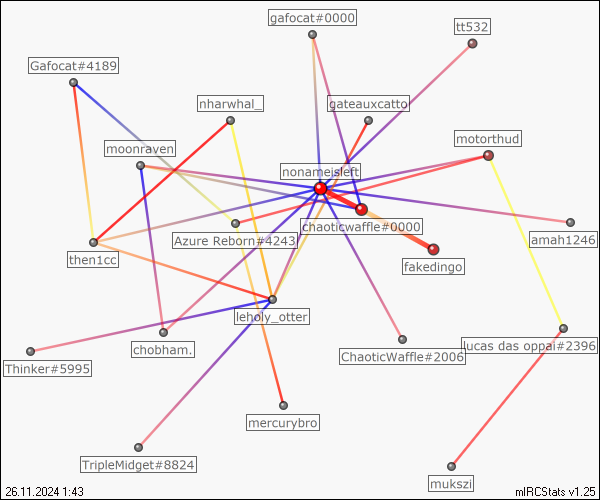 gafocat#0000
tt532
Gafocat#4189
nharwhal_
gateauxcatto
moonraven
motorthud
nonameisleft
chaoticwaffle#0000
Azure Reborn#4243
amah1246
then1cc
fakedingo
leholy_otter
chobham.
ChaoticWaffle#2006
lucas das oppai#2396
Thinker#5995
mercurybro
TripleMidget#8824
mukszi
26.11.2024 1:43
mIRCStats v1.25